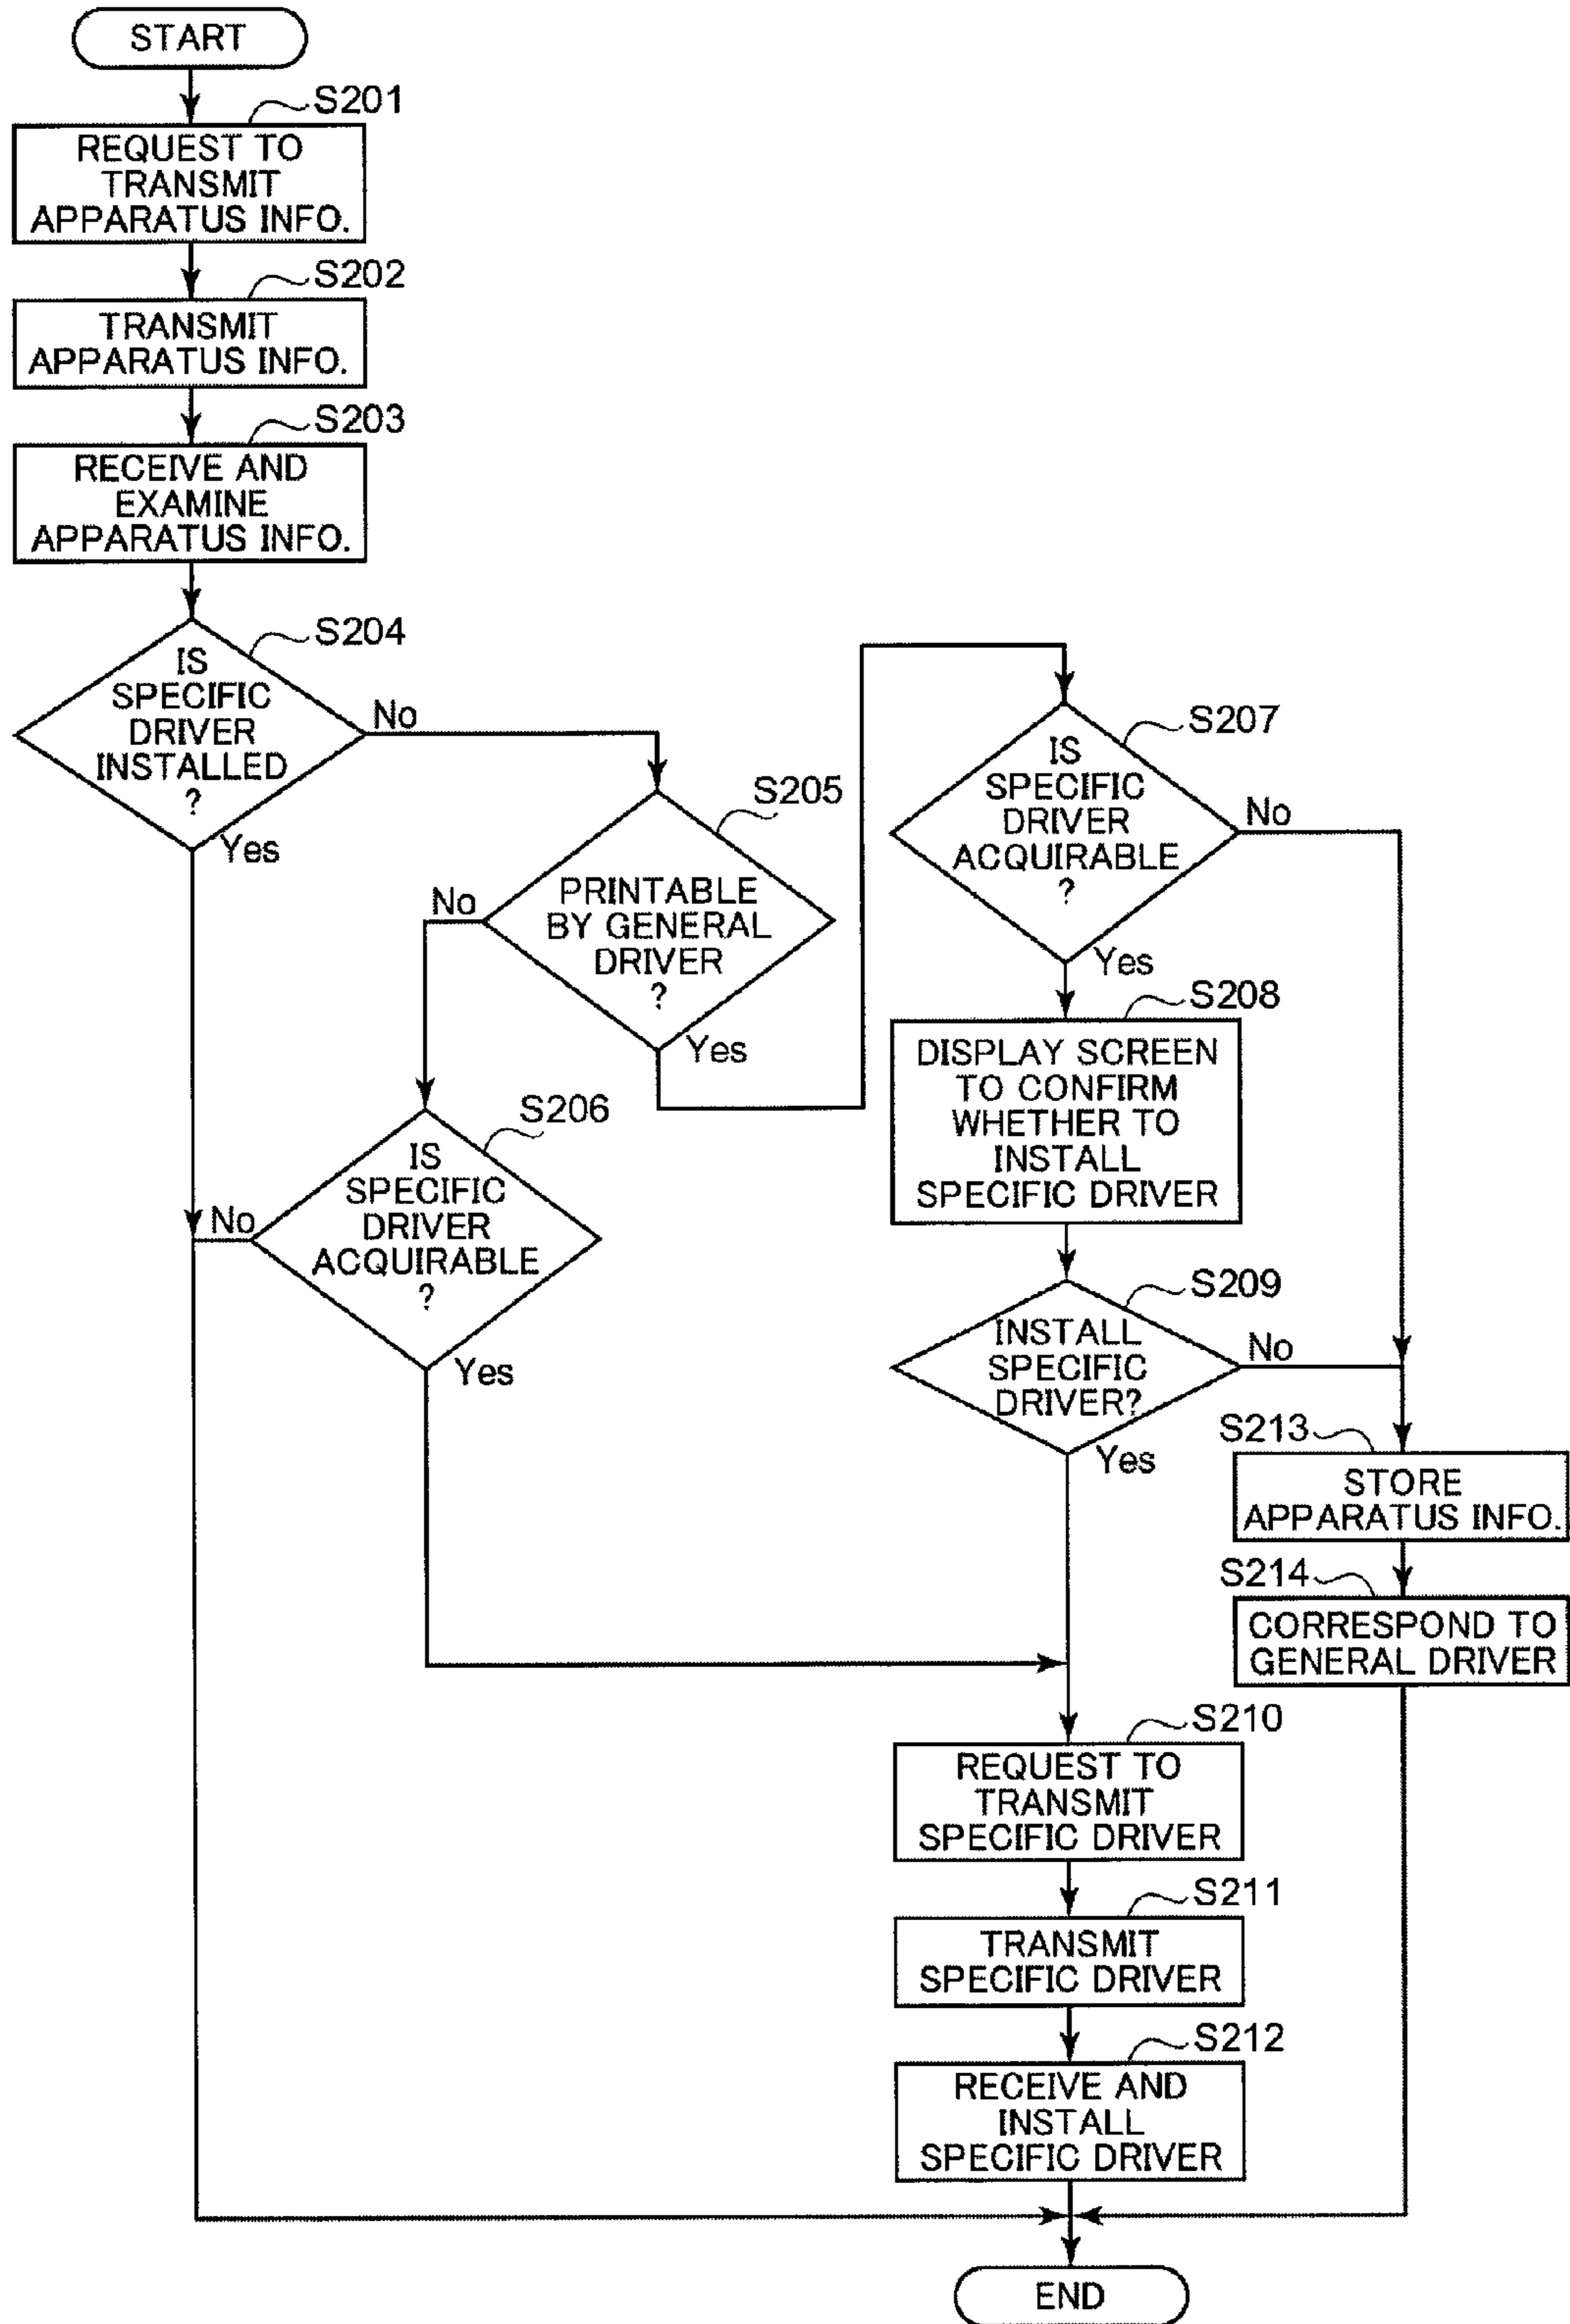 START
S201
REQUEST TO
TRANSMIT
APPARATUS INFO.
S202
TRANSMIT
APPARATUS INFO.
S203
RECEIVE AND
EXAMINE
APPARATUS INFO.
S204
IS
SPECIFIC
DRIVER
INSTALLED
?
No
Yes
S205
PRINTABLE
BY GENERAL
DRIVER
?
No
Yes
S206
IS
SPECIFIC
DRIVER
ACQUIRABLE
?
No
Yes
S207
IS
SPECIFIC
DRIVER
ACQUIRABLE
?
No
Yes
S208
DISPLAY SCREEN
TO CONFIRM
WHETHER TO
INSTALL
SPECIFIC DRIVER
S209
INSTALL
SPECIFIC
DRIVER?
No
Yes
S213
STORE
APPARATUS INFO.
S214
CORRESPOND TO
GENERAL DRIVER
S210
REQUEST TO
TRANSMIT
SPECIFIC DRIVER
S211
TRANSMIT
SPECIFIC DRIVER
S212
RECEIVE AND
INSTALL
SPECIFIC DRIVER
END